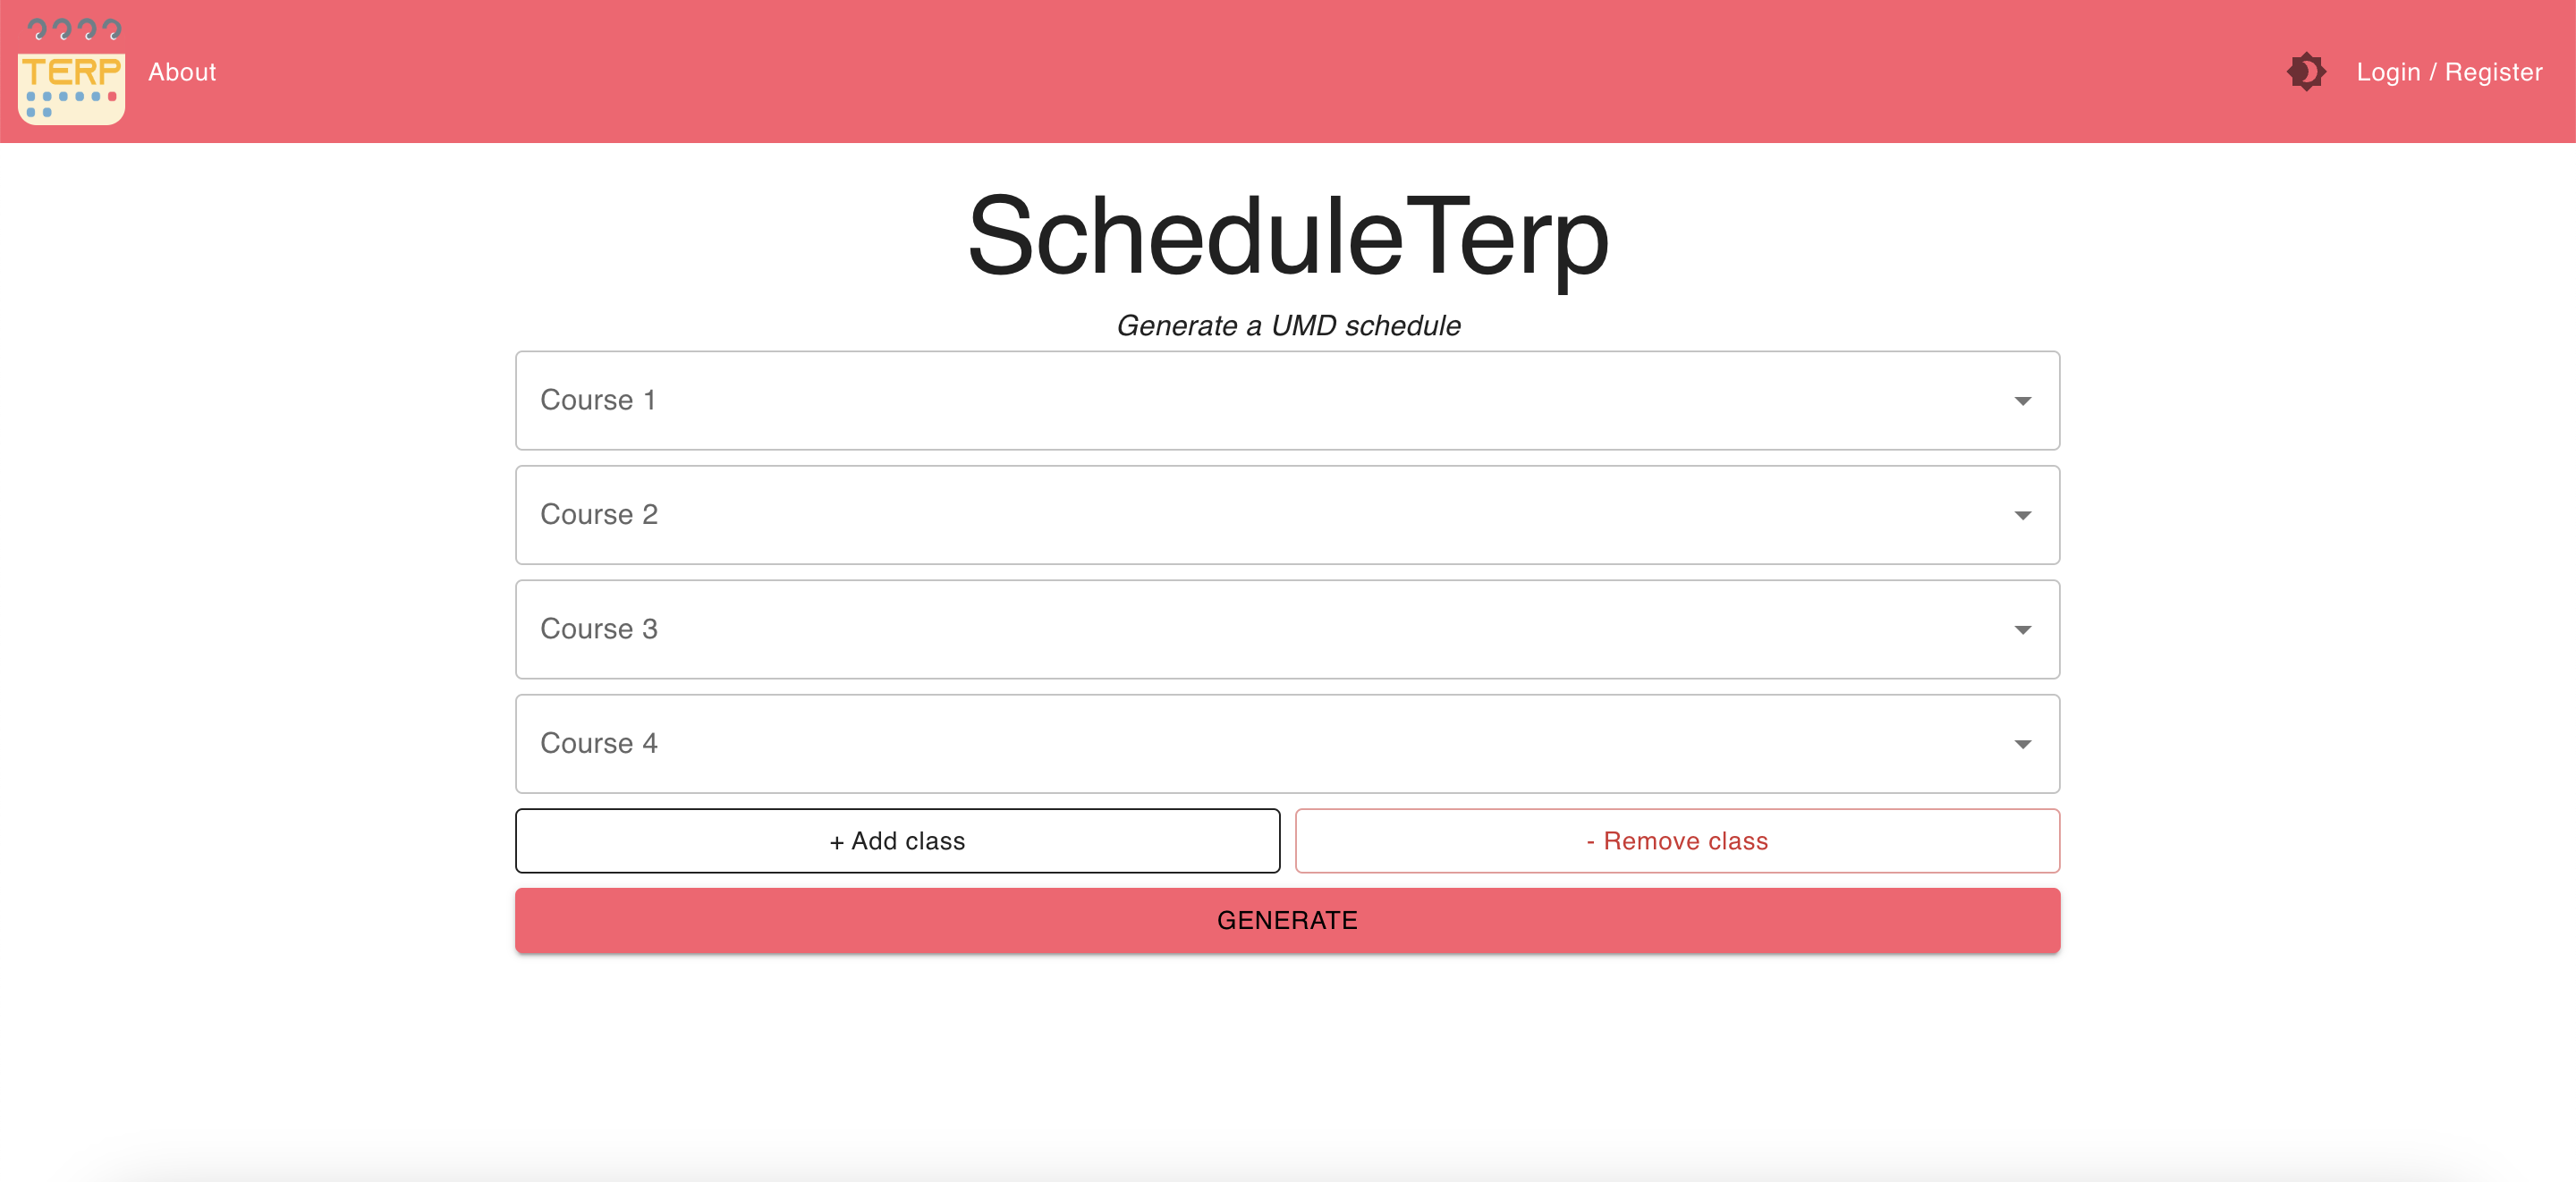 TERP
About
Login / Register
ScheduleTerp
Generate a UMD schedule
Course 1
Course 2
Course 3
Course 4
+ Add class
- Remove class
GENERATE